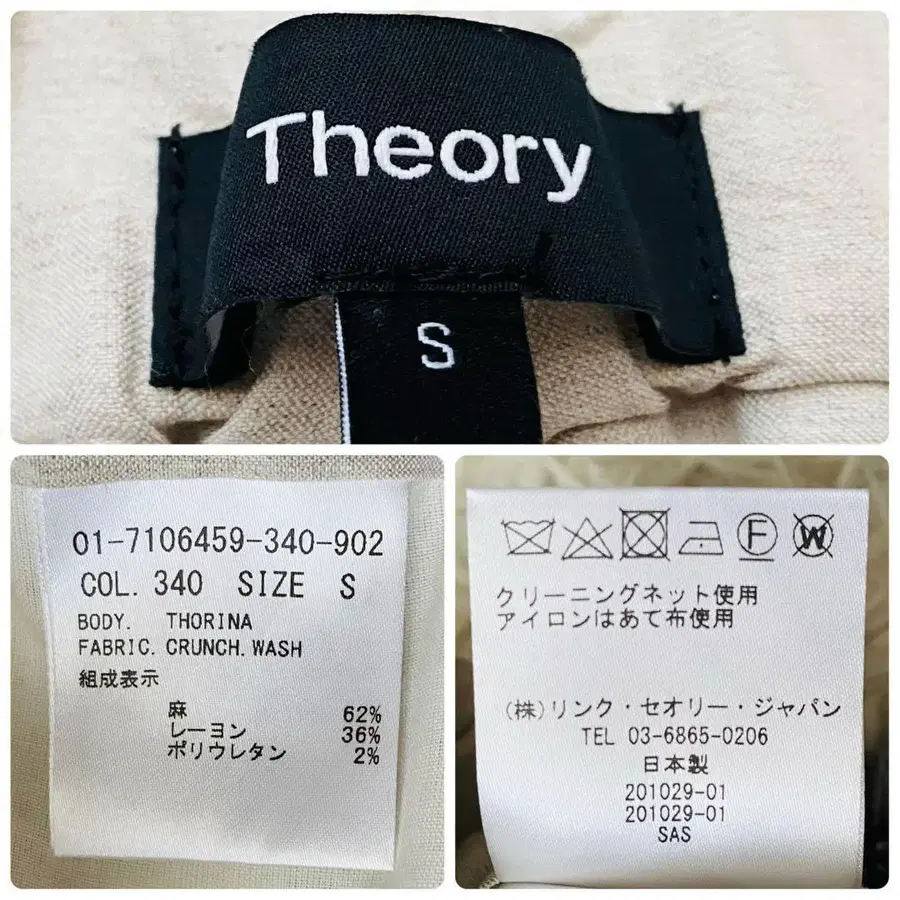 Theory
S
01-7106459-340-902
COL. 340 SIZE S
BODY. THORINA
FABRIC. CRUNCH. WASH
組成表示
麻 62%
レーヨン 36%
ポリウレタン 2%
F
W
クリーニングネット使用
アイロンはあて布使用
(株)リンク・セオリー・ジャパン
TEL 03-6865-0206
日本製
201029-01
201029-01
SAS